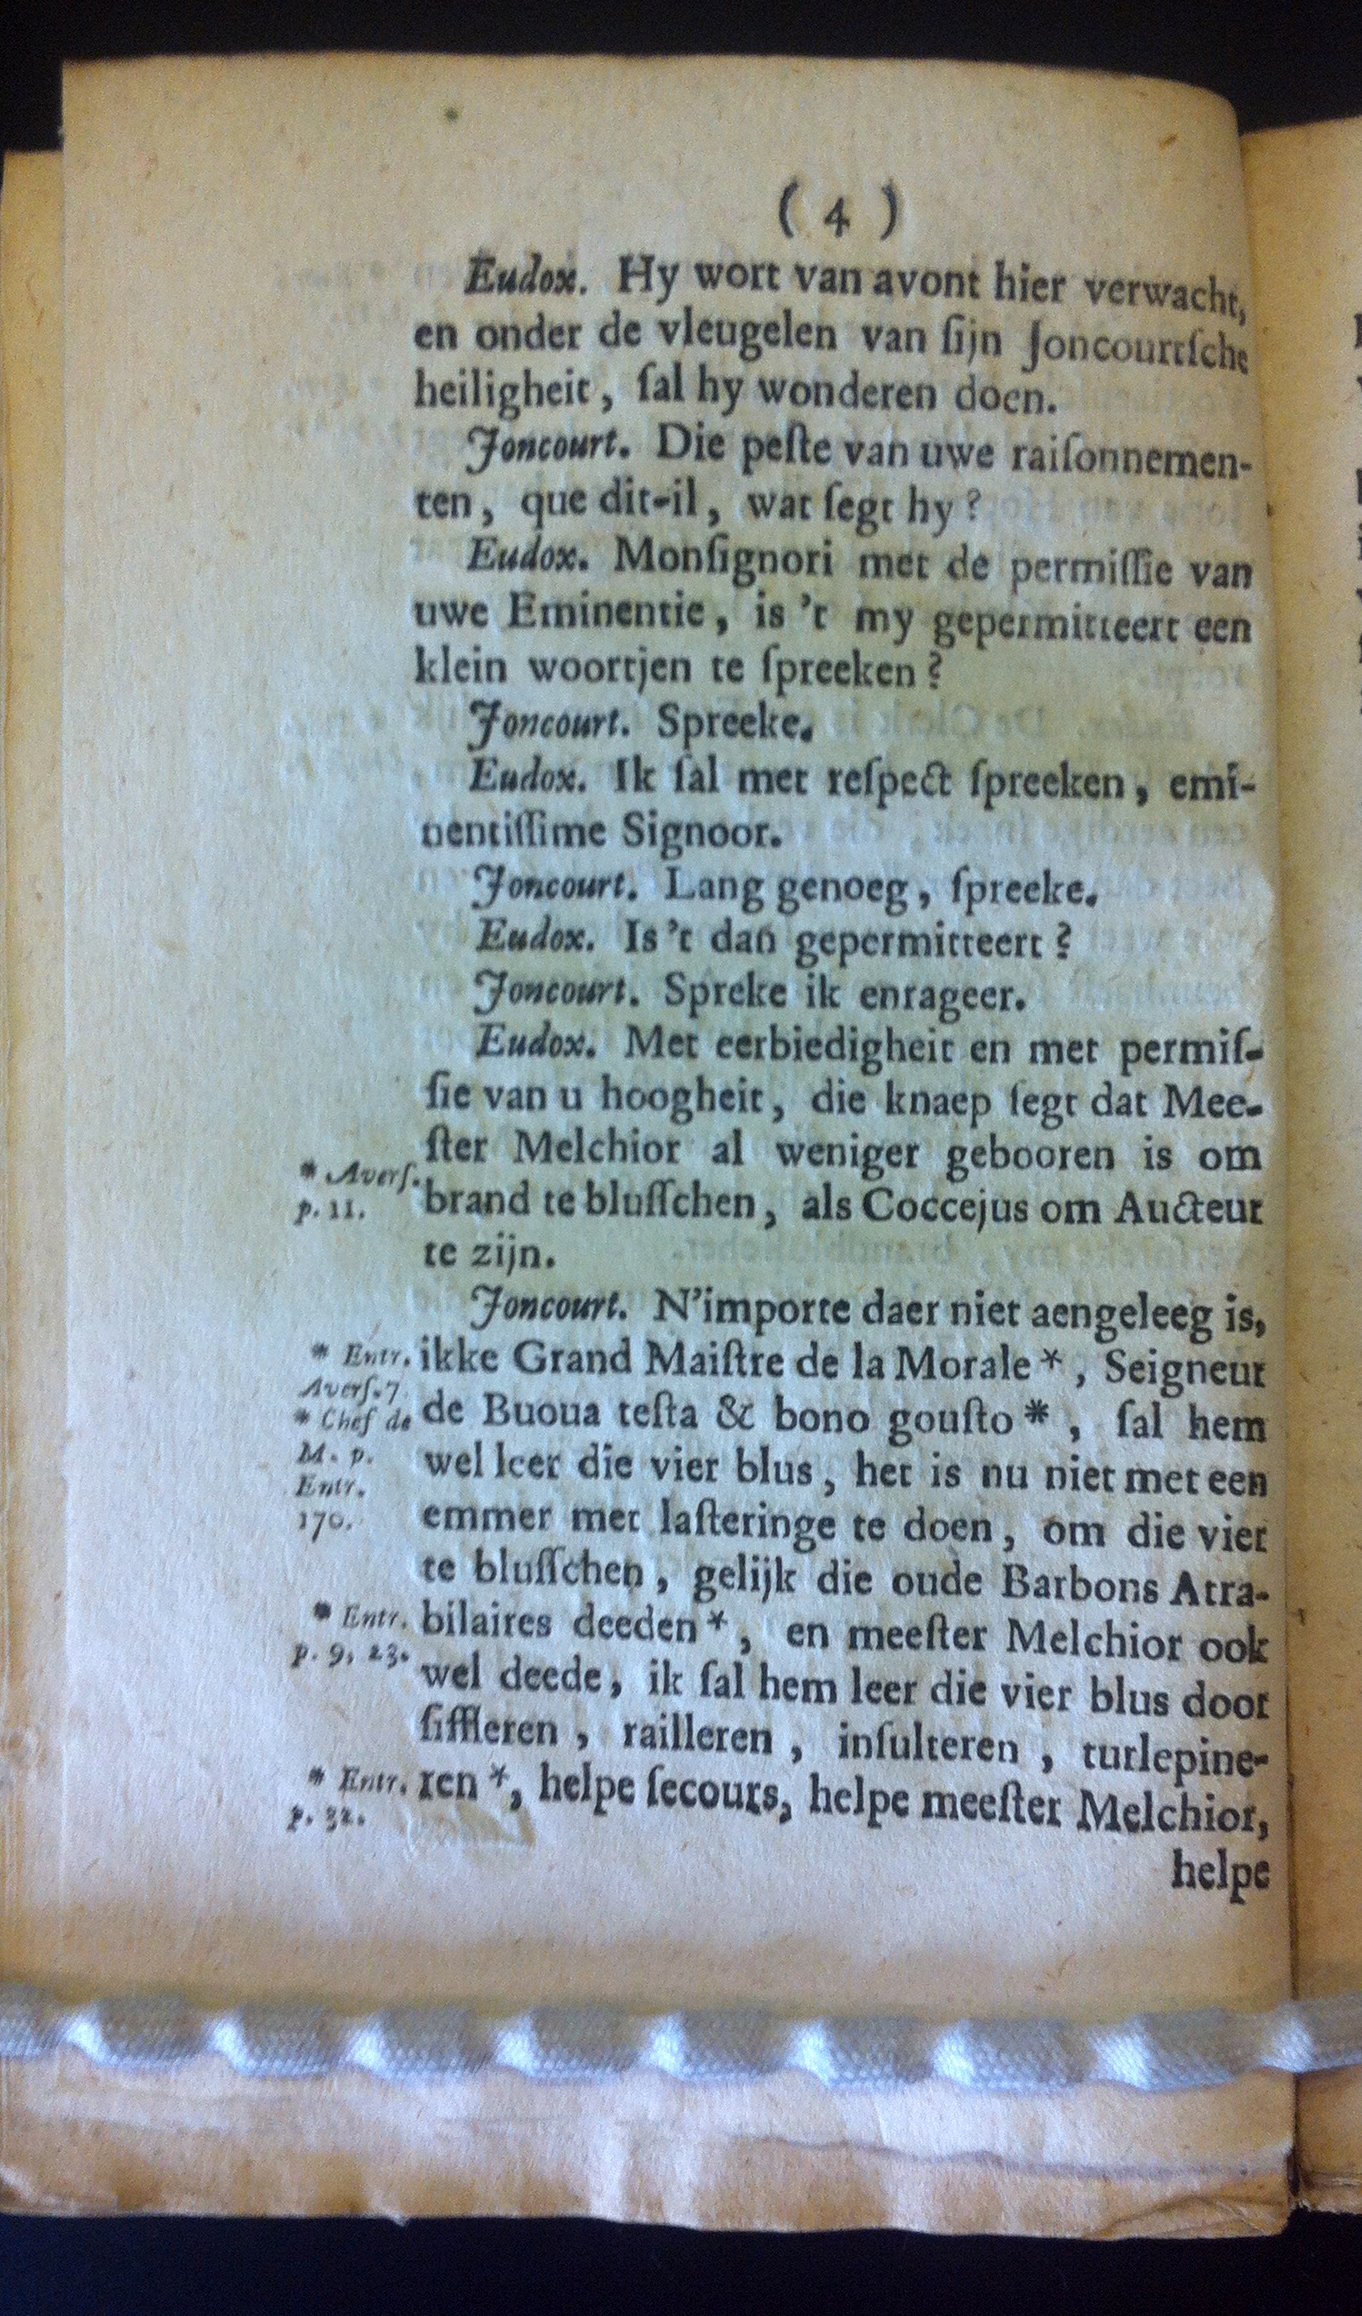 ( 4 )
Eudox. Hy wort van avont hier verwacht,
en onder de vleugelen van ſijn Joncourtſche
heiligheit, ſal hy wonderen doen.
Joncourt. Die peſte van uwe raiſonnemen-
ten, que dit-il, wat ſegt hy?
Eudox. Monſignori met de permiſſie van
uwe Eminentie, is 't my gepermitteert een
klein woortjen te ſpreeken?
Joncourt. Spreeke.
Eudox. Ik ſal met reſpect ſpreeken, emi-
nentiſſime Signoor.
Joncourt. Lang genoeg, ſpreeke.
Eudox. Is 't dan gepermitteert?
Joncourt. Spreke ik enrageer.
Eudox. Met eerbiedigheit en met permiſ-
ſie van u hoogheit, die knaep ſegt dat Mee-
ſter Melchior al weniger gebooren is om
* Averſ.
brand te bluſſchen, als Coccejus om Aucteur
p. 11.
te zijn.
Joncourt. N'importe daer niet aengeleeg is,
* Entr.
ikke Grand Maiſtre de la Morale *, Seigneur
Averſ. 7
* Chef de
de Buoua teſta & bono gouſto *, ſal hem
M. p.
wel leer die vier blus, het is nu niet met een
Entr.
170.
emmer met laſteringe te doen, om die vier
te bluſſchen, gelijk die oude Barbons Atra-
* Entr.
bilaires deeden *, en meeſter Melchior ook
p. 9, 23.
wel deede, ik ſal hem leer die vier blus door
ſiffleren, railleren, inſulteren, turlepine-
* Entr.
ren *, helpe ſecours, helpe meeſter Melchior,
p. 32.
helpe